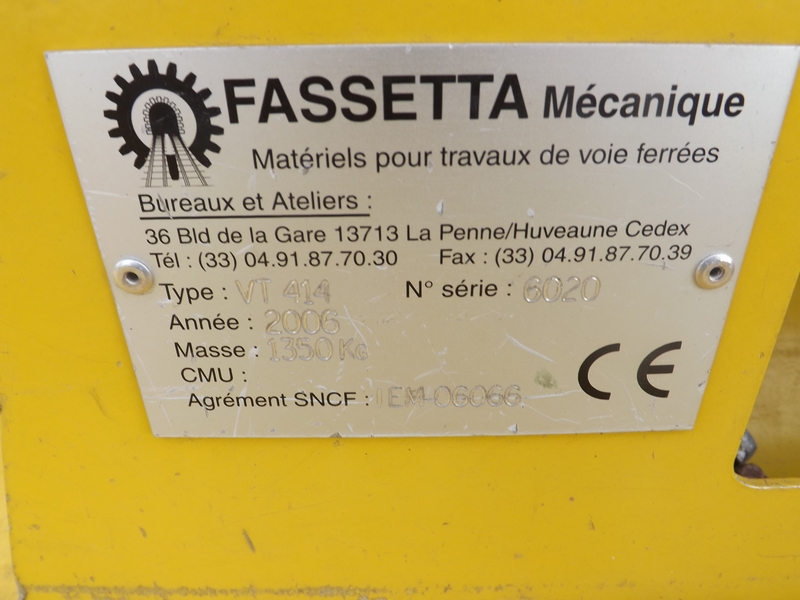 FASSETTA Mécanique
Matériels pour travaux de voie ferrées
Bureaux et Ateliers :
36 Bld de la Gare 13713 La Penne/Huveaune Cedex
Tél : (33) 04.91.87.70.30 Fax : (33) 04.91.87.70.39
Type : VT 414 N° série : 6020
Année : 2006
Masse : 1350 KG
CMU :
Agrément SNCF : IEM-06066
CE